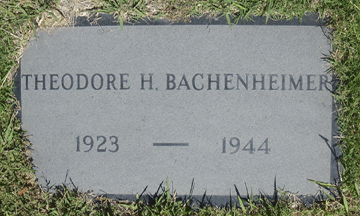 THEODORE H. BACHENHEIMER
1923 — 1944